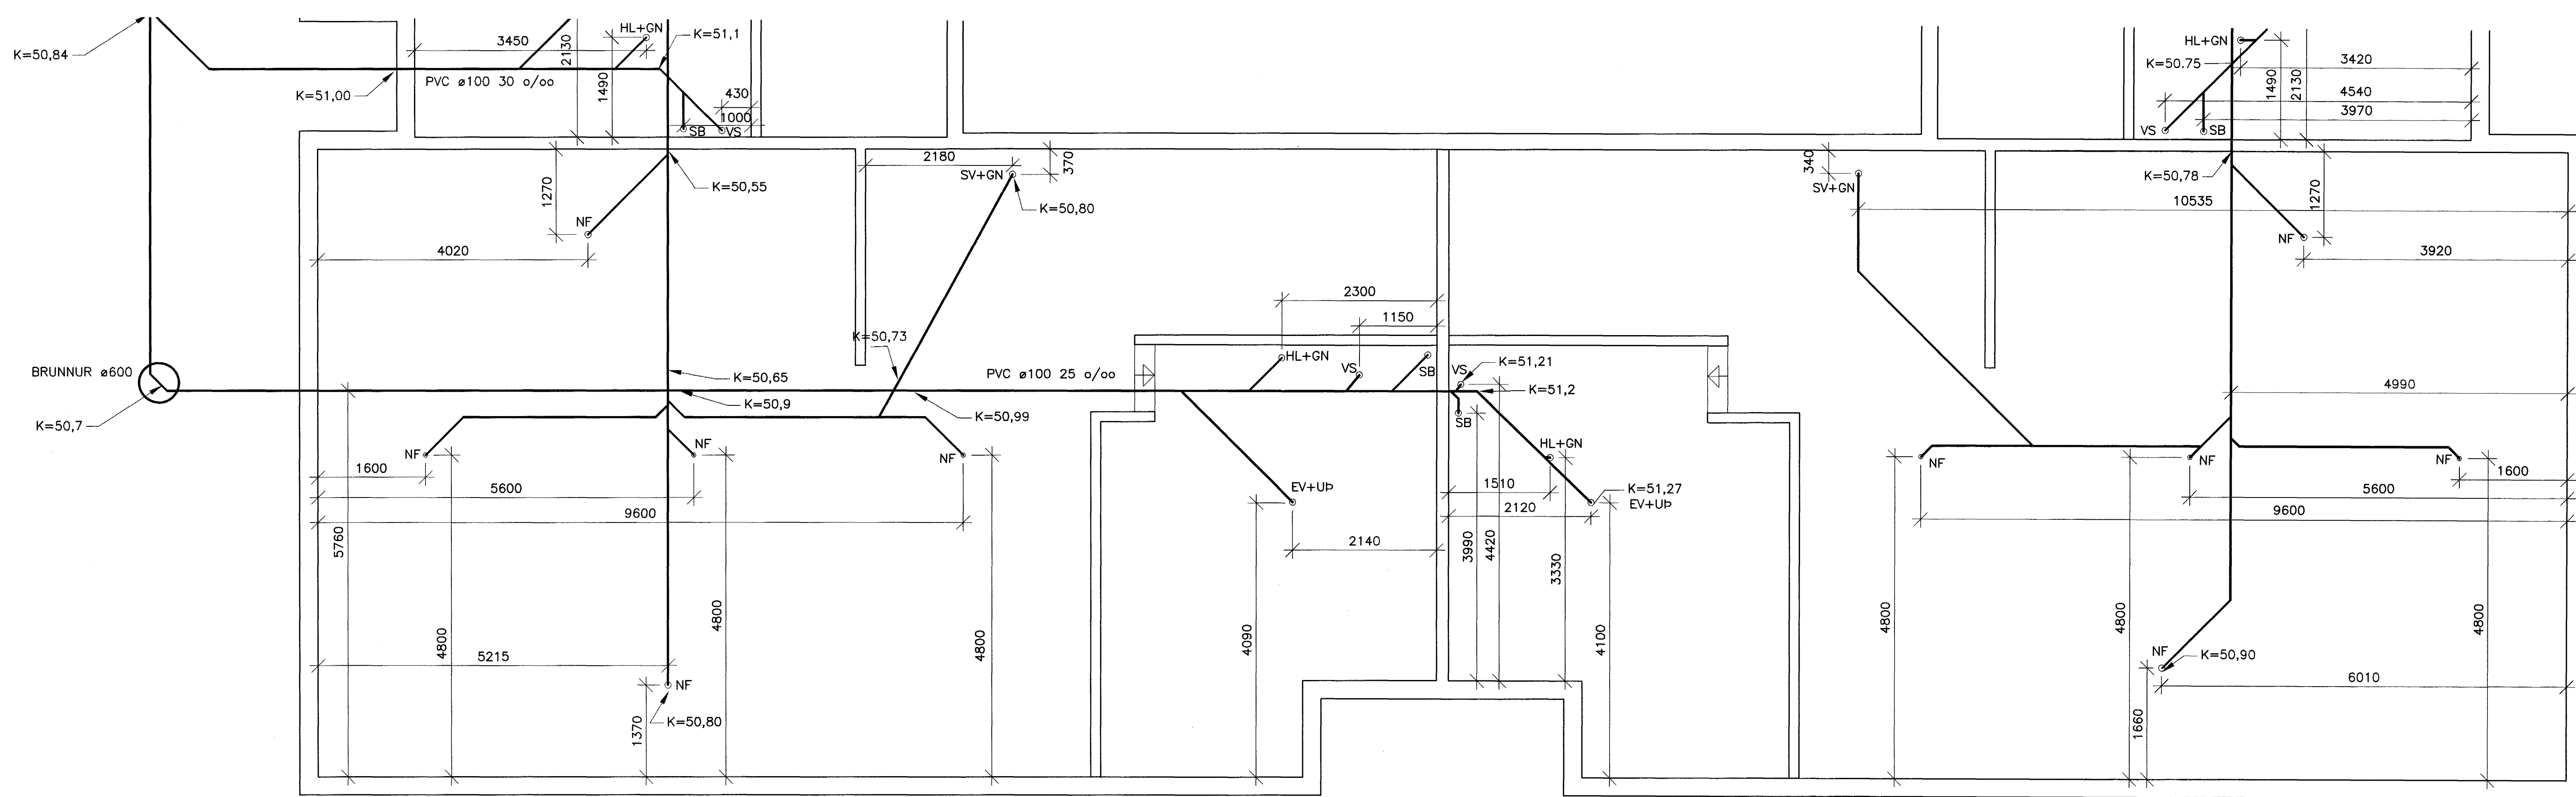 K=50,84
3450
2130
HL+GN
1490
K=51,1
PVC ø100 30 o/oo
K=51,00
430
1000
SB
VS
HL+GN
K=50.75
1490
2130
3420
4540
3970
VS
SB
1270
K=50,55
2180
370
SV+GN
K=50,80
340
SV+GN
K=50,78
1270
10535
NF
4020
NF
3920
2300
1150
K=50,73
BRUNNUR ø600
K=50,65
PVC ø100 25 o/oo
HL+GN
VS
SB
VS
K=51,21
K=51,2
4990
K=50,9
K=50,99
K=50,7
SB
NF
NF
NF
HL+GN
NF
NF
NF
1600
1600
5600
1510
K=51,27
5600
EV+UÞ
EV+UÞ
9600
2120
9600
5760
2140
3990
4420
3330
4800
4800
4800
4090
4100
4800
4800
4800
5215
NF
K=50,80
1370
NF
K=50,90
6010
1660